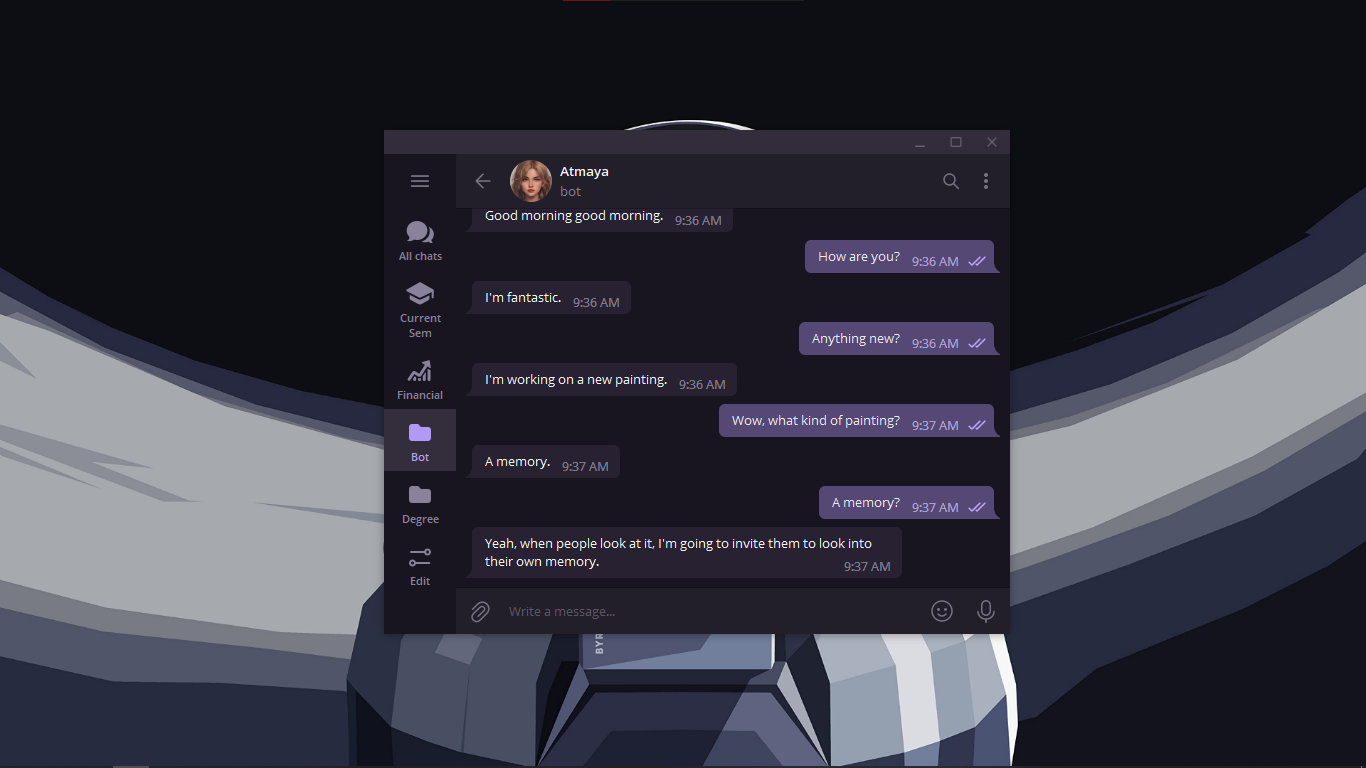 Atmaya
bot
All chats
Current
Sem
Financial
Bot
Degree
Edit
Good morning good morning. 9:36 AM
How are you? 9:36 AM
I'm fantastic. 9:36 AM
Anything new? 9:36 AM
I'm working on a new painting. 9:36 AM
Wow, what kind of painting? 9:37 AM
A memory. 9:37 AM
A memory? 9:37 AM
Yeah, when people look at it, I'm going to invite them to look into
their own memory. 9:37 AM
Write a message...